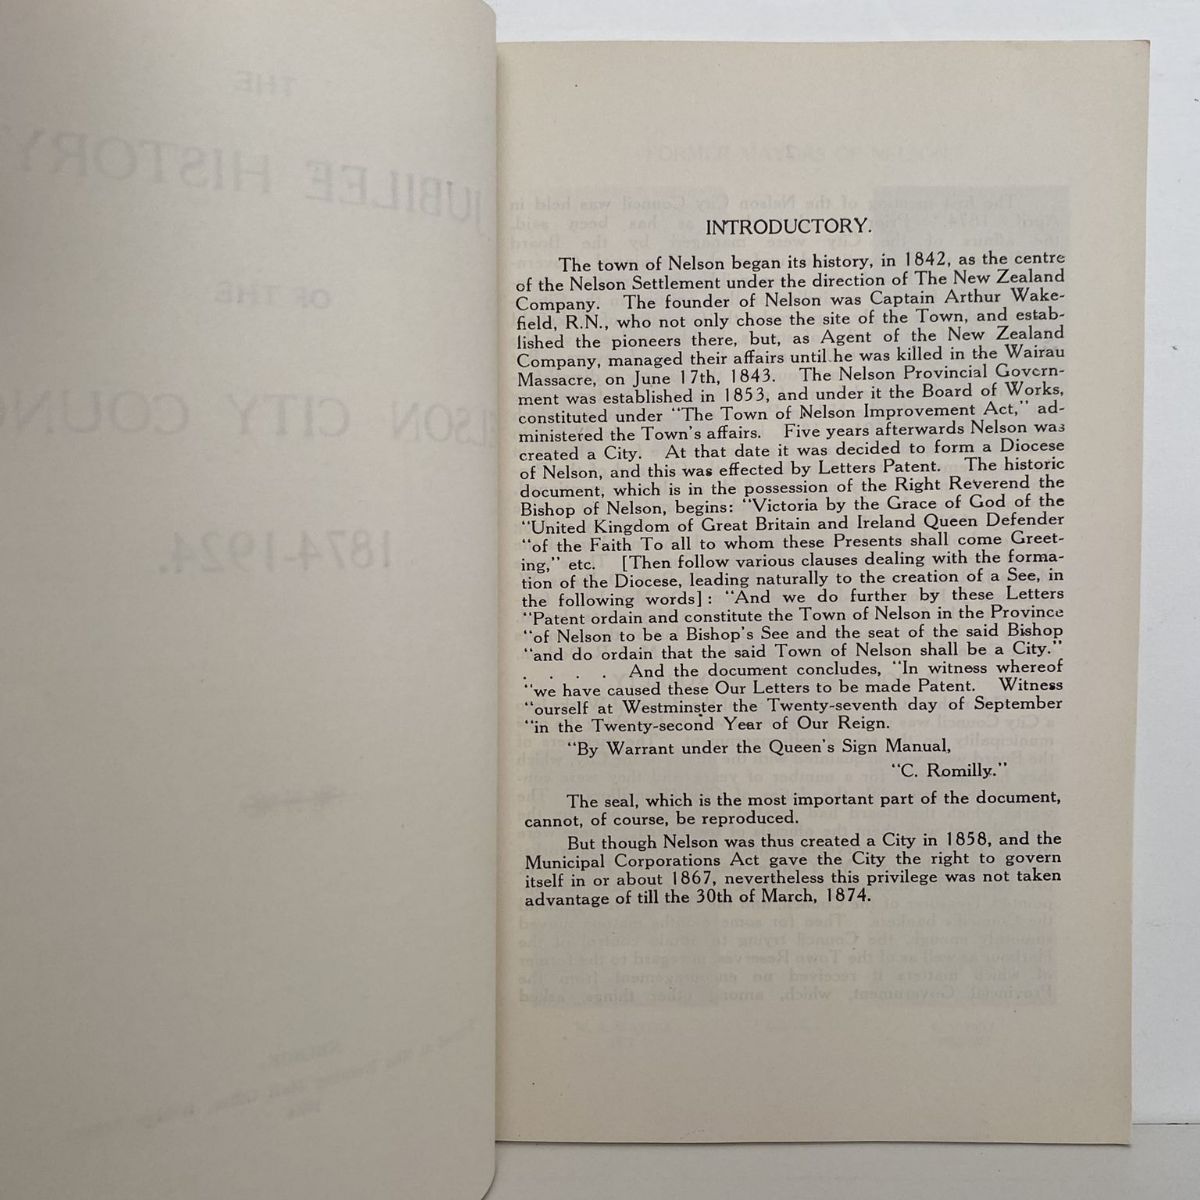 THE
JUBILEE HISTORY
OF THE
NELSON CITY COUNCIL
1874-1924.
INTRODUCTORY.
The town of Nelson began its history, in 1842, as the centre
of the Nelson Settlement under the direction of The New Zealand
Company. The founder of Nelson was Captain Arthur Wake-
field, R.N., who not only chose the site of the Town, and estab-
lished the pioneers there, but, as Agent of the New Zealand
Company, managed their affairs until he was killed in the Wairau
Massacre, on June 17th, 1843. The Nelson Provincial Govern-
ment was established in 1853, and under it the Board of Works,
constituted under "The Town of Nelson Improvement Act," ad-
ministered the Town's affairs. Five years afterwards Nelson was
created a City. At that date it was decided to form a Diocese
of Nelson, and this was effected by Letters Patent. The historic
document, which is in the possession of the Right Reverend the
Bishop of Nelson, begins: "Victoria by the Grace of God of the
"United Kingdom of Great Britain and Ireland Queen Defender
"of the Faith To all to whom these Presents shall come Greet-
ing," etc. [Then follow various clauses dealing with the forma-
tion of the Diocese, leading naturally to the creation of a See, in
the following words]: "And we do further by these Letters
"Patent ordain and constitute the Town of Nelson in the Province
"of Nelson to be a Bishop's See and the seat of the said Bishop
"and do ordain that the said Town of Nelson shall be a City."
. . . . And the document concludes, "In witness whereof
"we have caused these Our Letters to be made Patent. Witness
"ourself at Westminster the Twenty-seventh day of September
"in the Twenty-second Year of Our Reign.
"By Warrant under the Queen's Sign Manual,
"C. Romilly."
The seal, which is the most important part of the document,
cannot, of course, be reproduced.
But though Nelson was thus created a City in 1858, and the
Municipal Corporations Act gave the City the right to govern
itself in or about 1867, nevertheless this privilege was not taken
advantage of till the 30th of March, 1874.